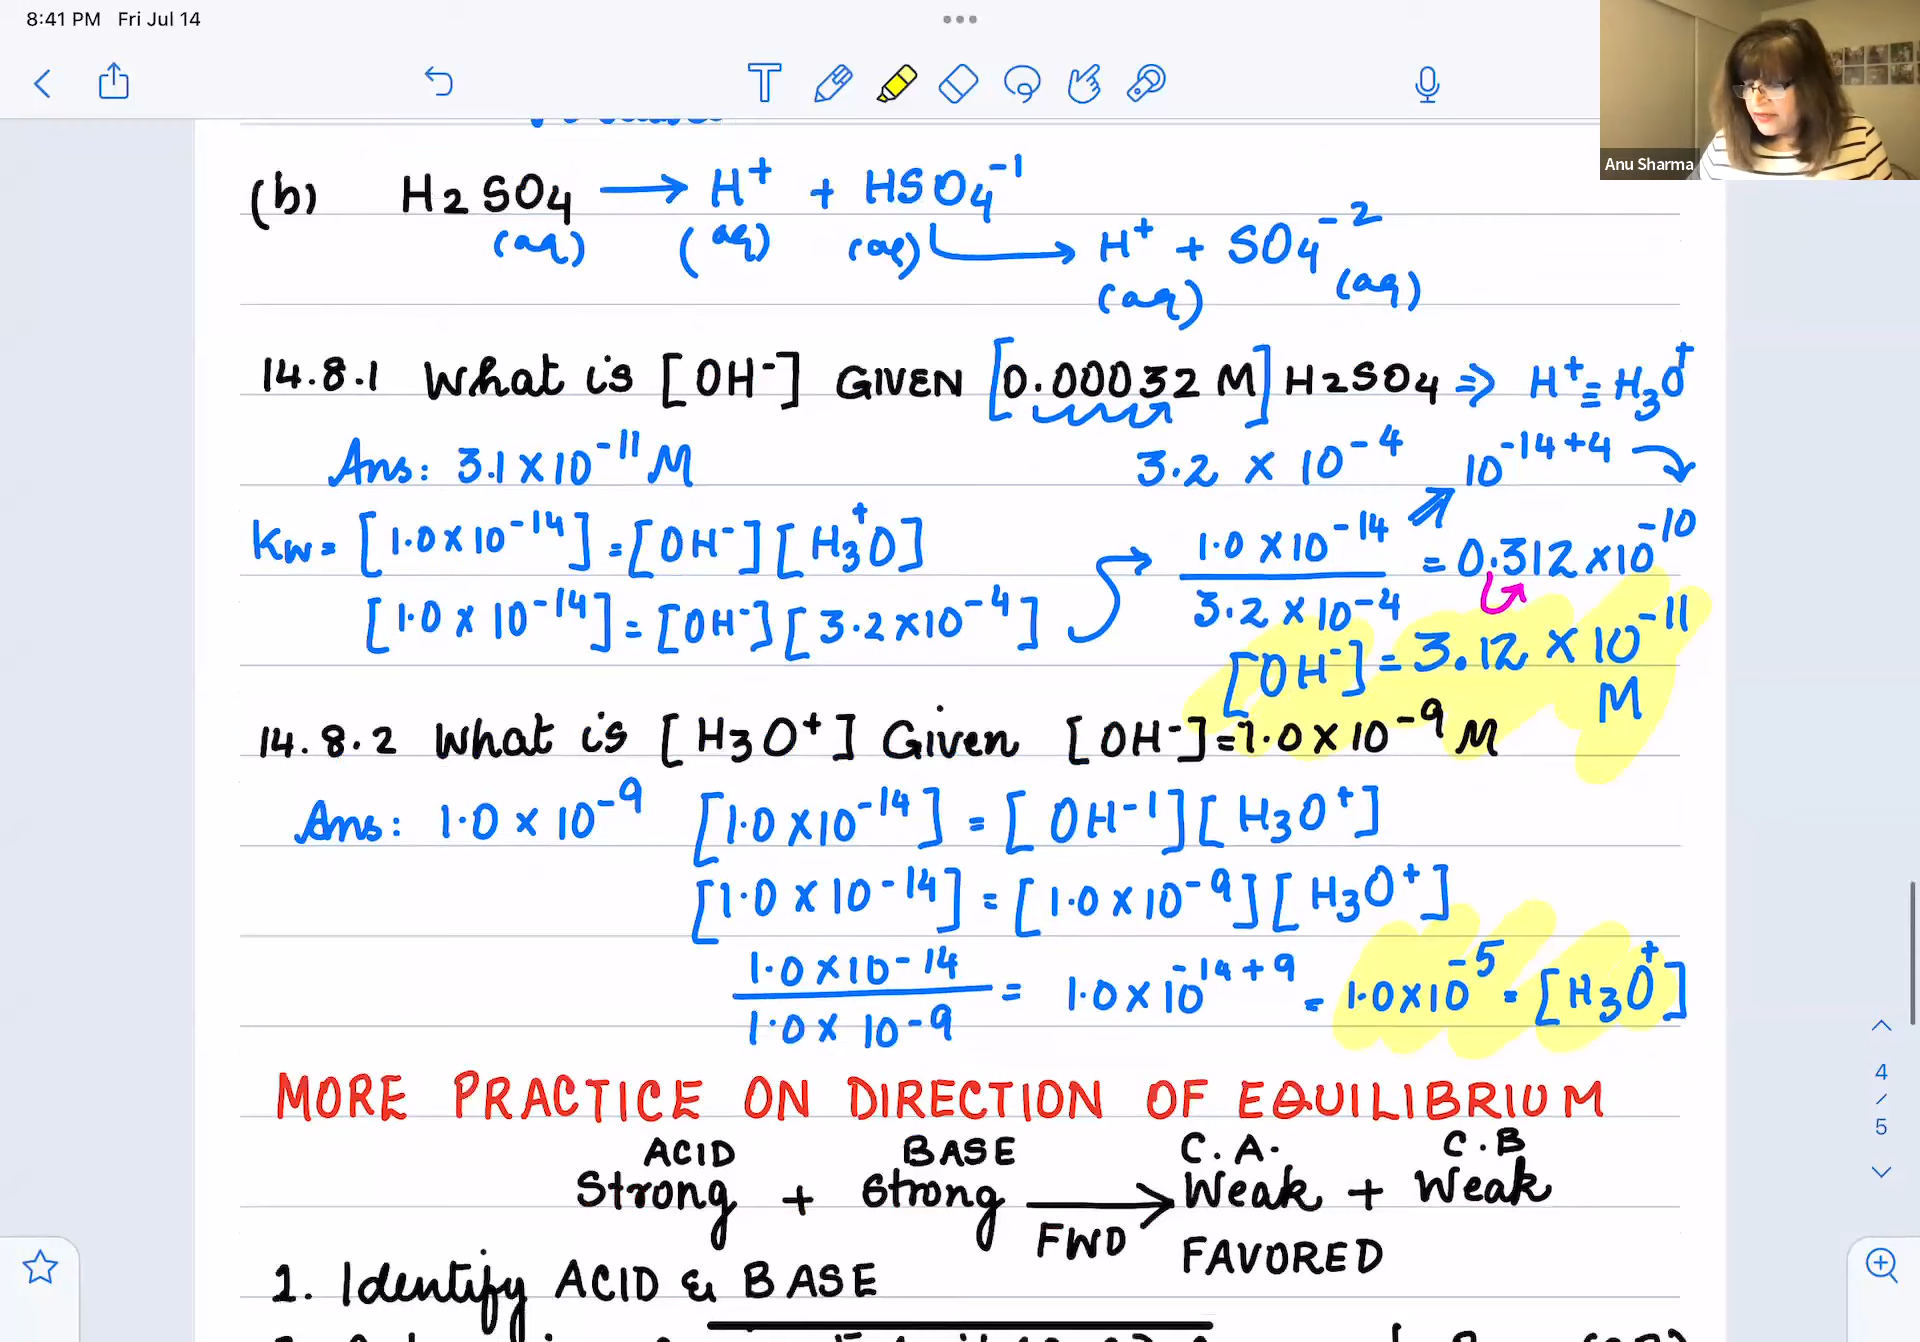 8:41 PM Fri Jul 14
Anu Sharma
(b) H2SO4 (aq) → H+ (aq) + HSO4-1 (aq)
→ H+ (aq) + SO4-2 (aq)
14.8.1 What is [OH-] GIVEN [0.00032 M] H2SO4 ⇒ H+ = H3O+
Ans: 3.1 x 10-11 M 3.2 x 10-4 10-14+4
Kw = [1.0 x 10-14] = [OH-] [H3O+] 1.0 x 10-14 / 3.2 x 10-4 = 0.312 x 10-10
[1.0 x 10-14] = [OH-] [3.2 x 10-4]
[OH-] = 3.12 x 10-11 M
14.8.2 What is [H3O+] Given [OH-] = 1.0 x 10-9 M
Ans: 1.0 x 10-9 [1.0 x 10-14] = [OH-1] [H3O+]
[1.0 x 10-14] = [1.0 x 10-9] [H3O+]
1.0 x 10-14 / 1.0 x 10-9 = 1.0 x 10-14+9 = 1.0 x 10-5 = [H3O+]
4 / 5
MORE PRACTICE ON DIRECTION OF EQUILIBRIUM
ACID BASE C.A. C.B
Strong + Strong → Weak + Weak
FWD FAVORED
1. Identify ACID & BASE